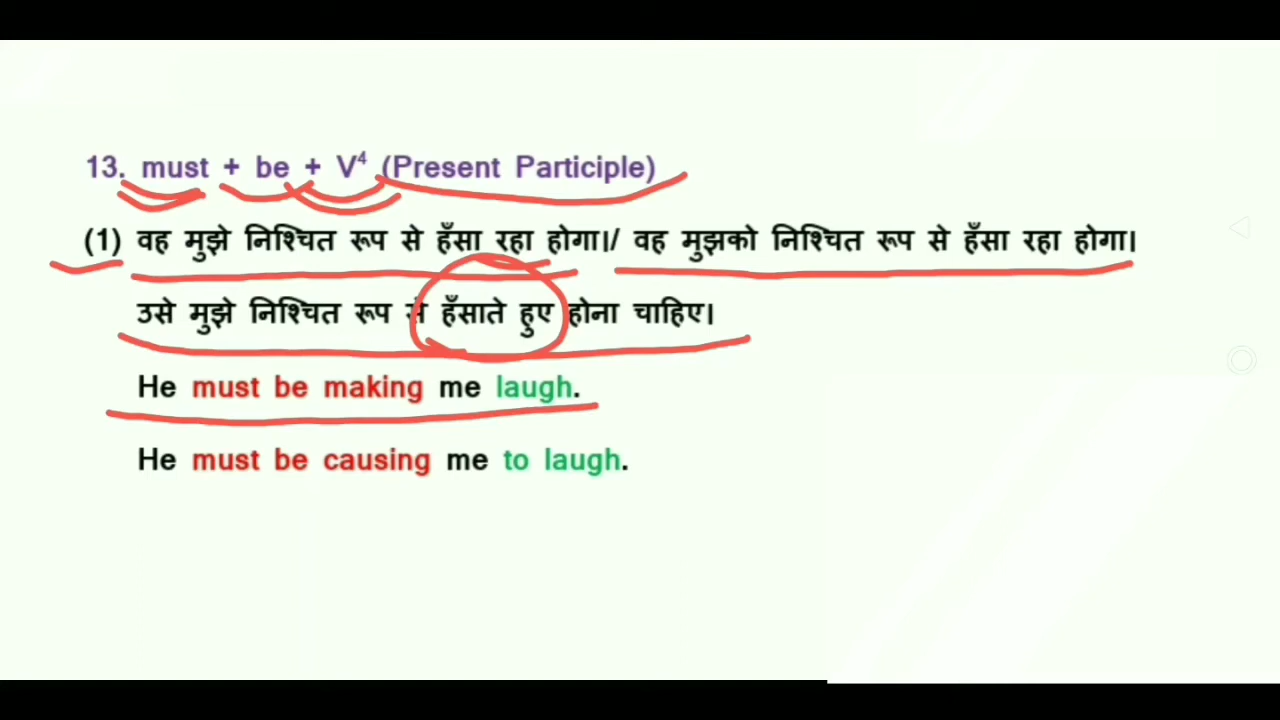 13. must + be + V⁴ (Present Participle)
(1) वह मुझे निश्चित रूप से हँसा रहा होगा।/ वह मुझको निश्चित रूप से हँसा रहा होगा।
उसे मुझे निश्चित रूप से हँसाते हुए होना चाहिए।
He must be making me laugh.
He must be causing me to laugh.